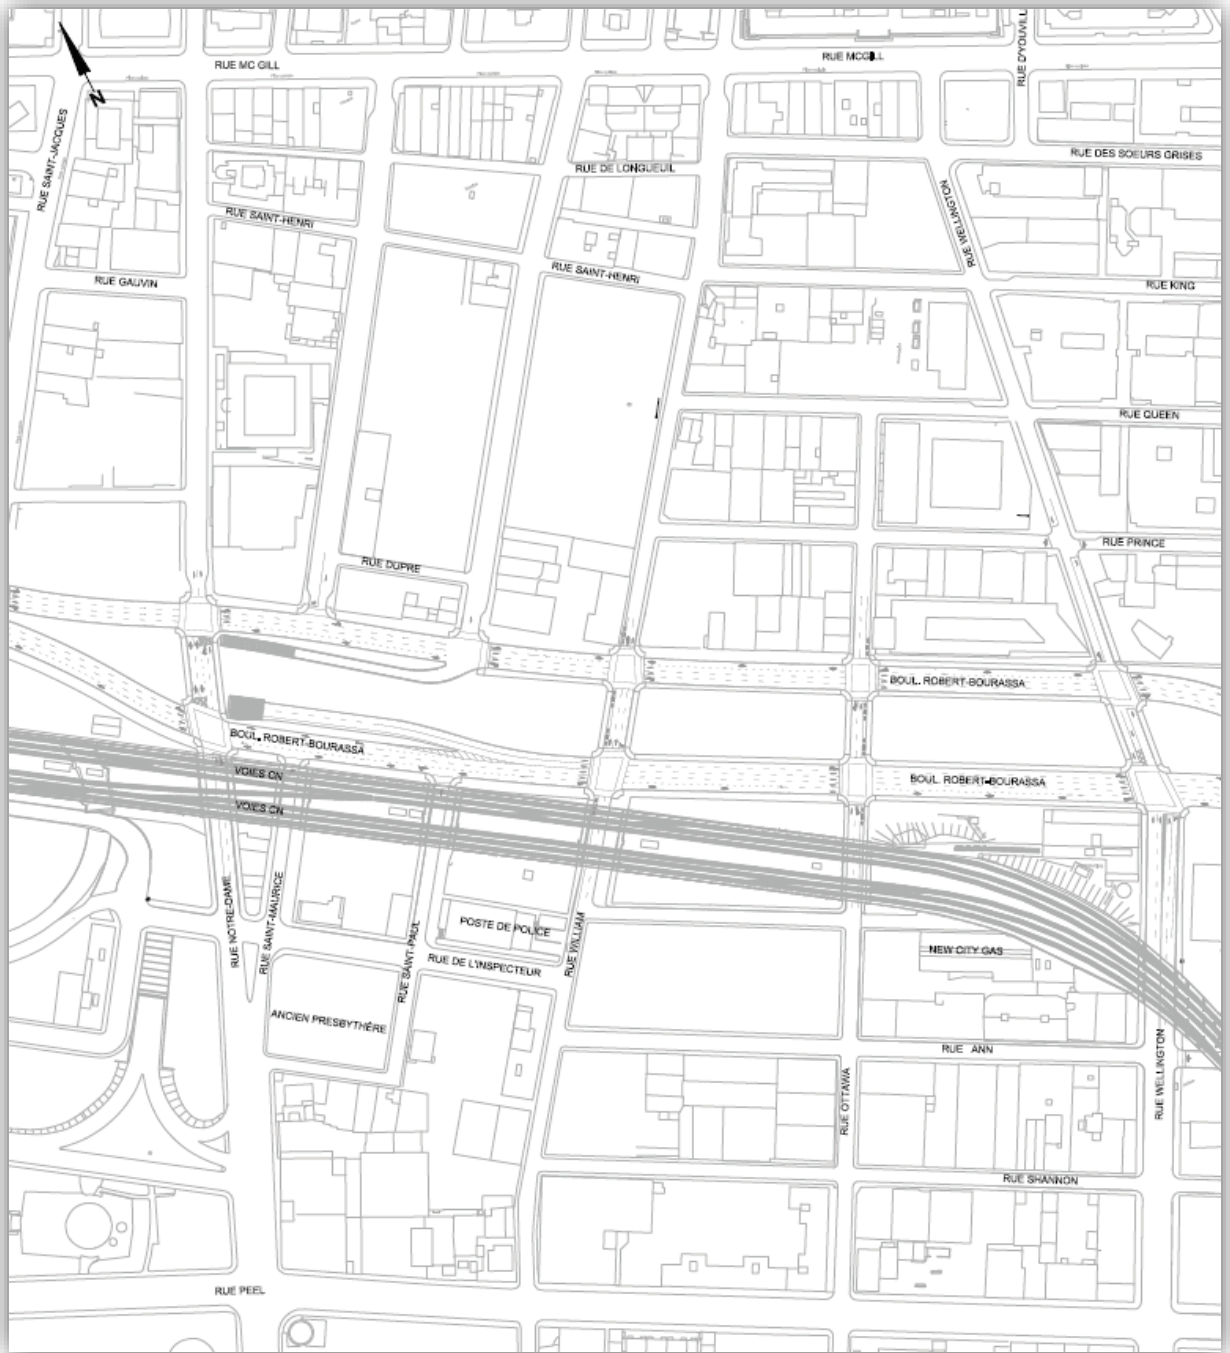 RUE MC GILL
RUE MCGILL
RUE D'YOUVILLE
N
RUE SAINT-JACQUES
RUE DES SOEURS GRISES
RUE DE LONGUEUIL
RUE SAINT-HENRI
RUE WELLINGTON
RUE GAUVIN
RUE SAINT-HENRI
RUE KING
RUE QUEEN
RUE PRINCE
RUE DUPRE
BOUL. ROBERT-BOURASSA
BOUL. ROBERT-BOURASSA
VOIES CN
BOUL. ROBERT-BOURASSA
VOIES CN
RUE NOTRE-DAME
RUE SAINT-MAURICE
RUE SAINT-PAUL
POSTE DE POLICE
RUE WILLIAM
NEW CITY GAS
RUE DE L'INSPECTEUR
ANCIEN PRESBYTHÈRE
RUE ANN
RUE OTTAWA
RUE WELLINGTON
RUE SHANNON
RUE PEEL